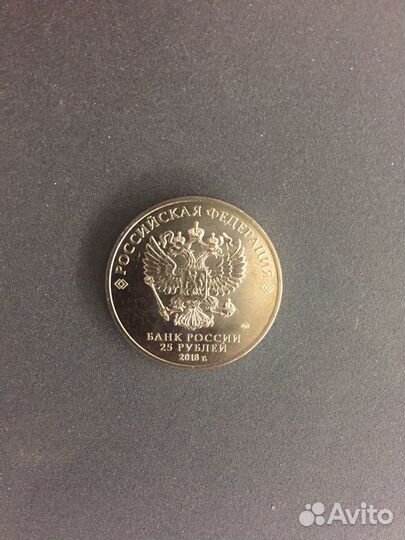 РОССИЙСКАЯ ФЕДЕРАЦИЯ
БАНК РОССИИ
25 РУБЛЕЙ
2018 г.
Avito